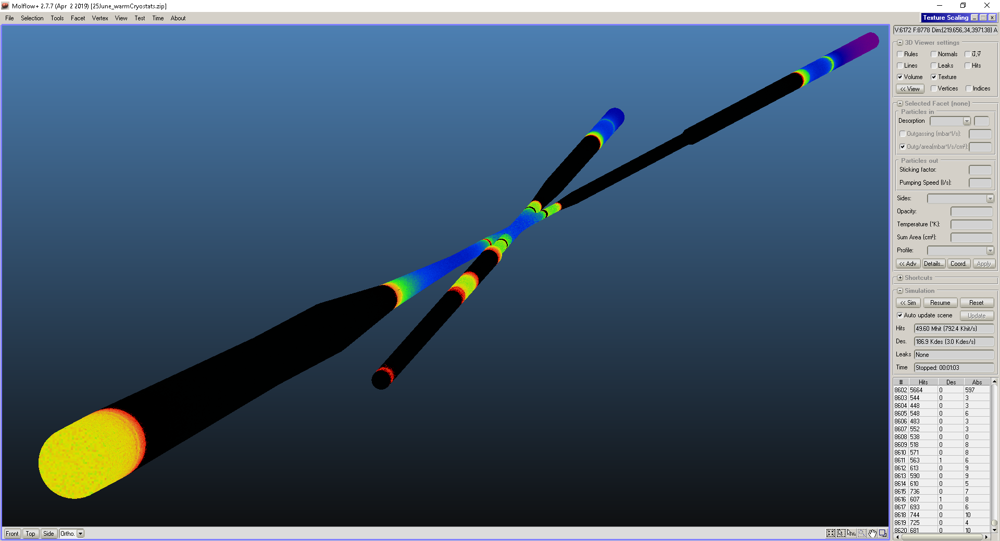 Molflow+ 2.7.7 (Apr  2 2019) [25June_warmCryostats.zip]
File Selection Tools Facet Vertex View Test Time About
Texture Scaling
V:6172 F:8778 Dim:(219.656,34,3971.38) A
3D Viewer settings
Rules Normals u⃗,v⃗
Lines Leaks Hits
Volume Texture
<< View Vertices Indices
Selected Facet (none)
Particles in
Desorption
Outgassing (mbar*l/s):
Outg/area(mbar*l/s/cm²):
Particles out
Sticking factor:
Pumping Speed (l/s):
Sides:
Opacity:
Temperature (°K):
Sum Area (cm²):
Profile:
<< Adv Details... Coord. Apply
Shortcuts
Simulation
<< Sim Resume Reset
Auto update scene Update
Hits 49.60 Mhit (792.4 Khit/s)
Des. 186.9 Kdes (3.0 Kdes/s)
Leaks None
Time Stopped: 00:01:03
# Hits Des Abs
8602 5664 0 597
8603 544 0 3
8604 448 0 3
8605 548 0 6
8606 483 0 3
8607 552 0 3
8608 538 0 0
8609 518 0 8
8610 571 0 8
8611 563 1 6
8612 613 0 9
8613 590 0 9
8614 610 0 5
8615 736 0 7
8616 607 1 8
8617 693 0 6
8618 744 0 10
8619 725 0 4
8620 681 0 10
Front Top Side Ortho.